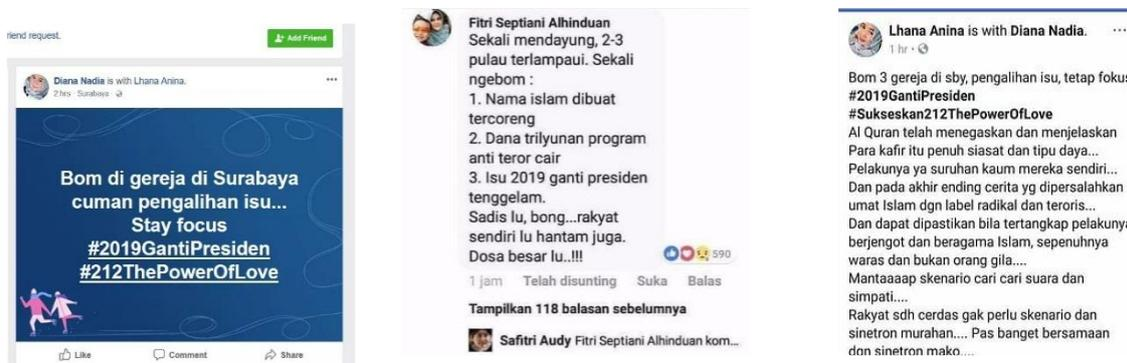 riend request.
Add Friend
Diana Nadia is with Lhana Anina.
2 hrs · Surabaya ·
Bom di gereja di Surabaya
cuman pengalihan isu...
Stay focus
#2019GantiPresiden
#212ThePowerOfLove
Like Comment Share
Fitri Septiani Alhinduan
Sekali mendayung, 2-3
pulau terlampaui. Sekali
ngebom :
1. Nama islam dibuat
tercoreng
2. Dana trilyunan program
anti teror cair
3. Isu 2019 ganti presiden
tenggelam.
Sadis lu, bong...rakyat
sendiri lu hantam juga.
Dosa besar lu..!!!
590
1 jam Telah disunting Suka Balas
Tampilkan 118 balasan sebelumnya
Safitri Audy Fitri Septiani Alhinduan kom...
Lhana Anina is with Diana Nadia.
1 hr ·
Bom 3 gereja di sby, pengalihan isu, tetap fokus
#2019GantiPresiden
#Sukseskan212ThePowerOfLove
Al Quran telah menegaskan dan menjelaskan
Para kafir itu penuh siasat dan tipu daya...
Pelakunya ya suruhan kaum mereka sendiri...
Dan pada akhir ending cerita yg dipersalahkan
umat Islam dgn label radikal dan teroris...
Dan dapat dipastikan bila tertangkap pelakunya
berjengot dan beragama Islam, sepenuhnya
waras dan bukan orang gila....
Mantaaaap skenario cari cari suara dan
simpati....
Rakyat sdh cerdas gak perlu skenario dan
sinetron murahan.... Pas banget bersamaan
dgn sinetron mako....